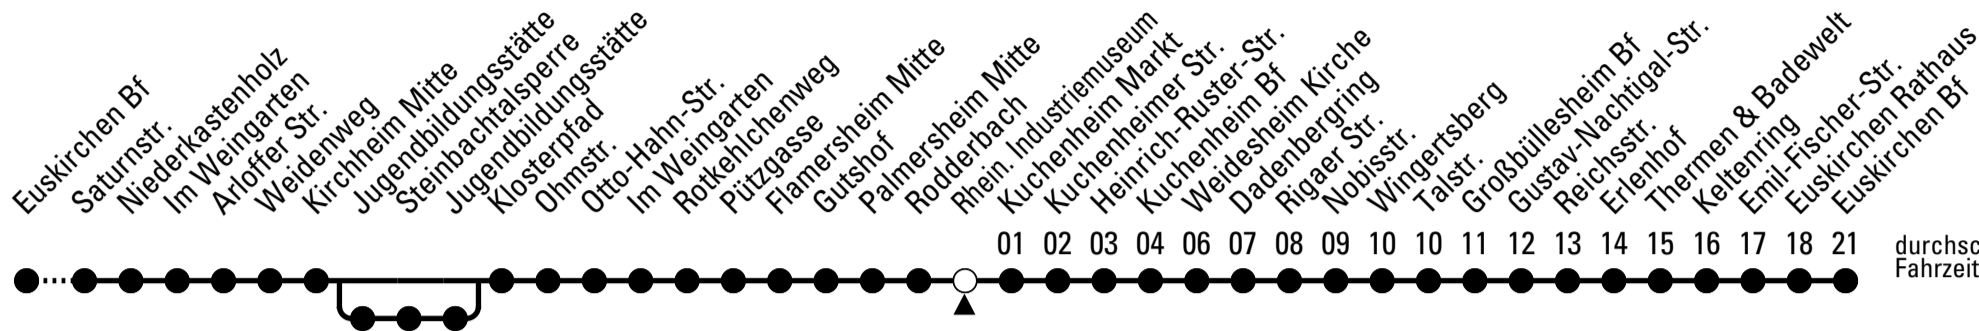 Euskirchen Bf
Saturnstr.
Niederkastenholz
Im Weingarten
Arloffer Str.
Weidenweg
Kirchheim Mitte
Jugendbildungsstätte
Steinbachtalsperre
Jugendbildungsstätte
Klosterpfad
Ohmstr.
Otto-Hahn-Str.
Im Weingarten
Rotkehlchenweg
Pützgasse
Flamersheim Mitte
Gutshof
Palmersheim Mitte
Rodderbach
Rhein. Industriemuseum
Kuchenheim Markt
Kuchenheimer Str.
Heinrich-Ruster-Str.
Kuchenheim Bf
Weidesheim Kirche
Dadenbergring
Rigaer Str.
Nobisstr.
Wingertsberg
Talstr.
Großbüllesheim Bf
Gustav-Nachtigal-Str.
Reichsstr.
Erlenhof
Thermen & Badewelt
Keltenring
Emil-Fischer-Str.
Euskirchen Rathaus
Euskirchen Bf
01 02 03 04 06 07 08 09 10 10 11 12 13 14 15 16 17 18 21
durchsc
Fahrzeit